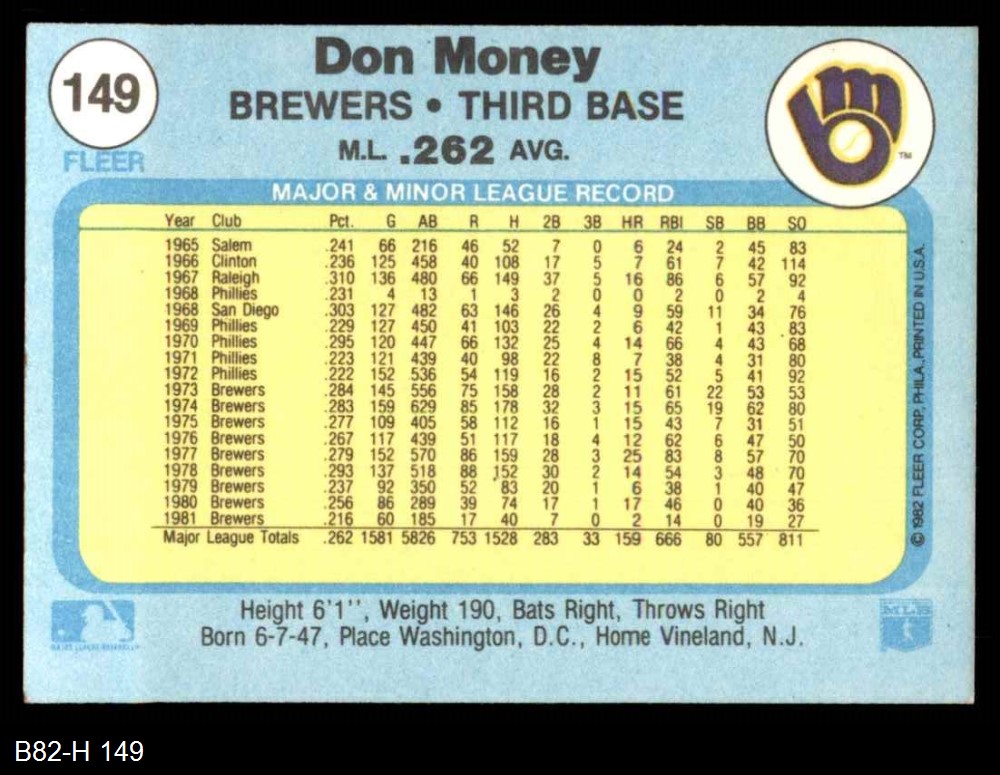 149
FLEER
Don Money
BREWERS • THIRD BASE
M.L. .262 AVG.
TM
MAJOR & MINOR LEAGUE RECORD
Year Club Pct. G AB R H 2B 3B HR RBI SB BB SO
1965 Salem .241 66 216 46 52 7 0 6 24 2 45 83
1966 Clinton .236 125 458 40 108 17 5 7 61 7 42 114
1967 Raleigh .310 136 480 66 149 37 5 16 86 6 57 92
1968 Phillies .231 4 13 1 3 2 0 0 2 0 2 4
1968 San Diego .303 127 482 63 146 26 4 9 59 11 34 76
1969 Phillies .229 127 450 41 103 22 2 6 42 1 43 83
1970 Phillies .295 120 447 66 132 25 4 14 66 4 43 68
1971 Phillies .223 121 439 40 98 22 8 7 38 4 31 80
1972 Phillies .222 152 536 54 119 16 2 15 52 5 41 92
1973 Brewers .284 145 556 75 158 28 2 11 61 22 53 53
1974 Brewers .283 159 629 85 178 32 3 15 65 19 62 80
1975 Brewers .277 109 405 58 112 16 1 15 43 7 31 51
1976 Brewers .267 117 439 51 117 18 4 12 62 6 47 50
1977 Brewers .279 152 570 86 159 28 3 25 83 8 57 70
1978 Brewers .293 137 518 88 152 30 2 14 54 3 48 70
1979 Brewers .237 92 350 52 83 20 1 6 38 1 40 47
1980 Brewers .256 86 289 39 74 17 1 17 46 0 40 36
1981 Brewers .216 60 185 17 40 7 0 2 14 0 19 27
Major League Totals .262 1581 5826 753 1528 283 33 159 666 80 557 811
© 1982 FLEER CORP., PHILA., PRINTED IN U.S.A.
Height 6'1'', Weight 190, Bats Right, Throws Right
Born 6-7-47, Place Washington, D.C., Home Vineland, N.J.
MLB
B82-H 149